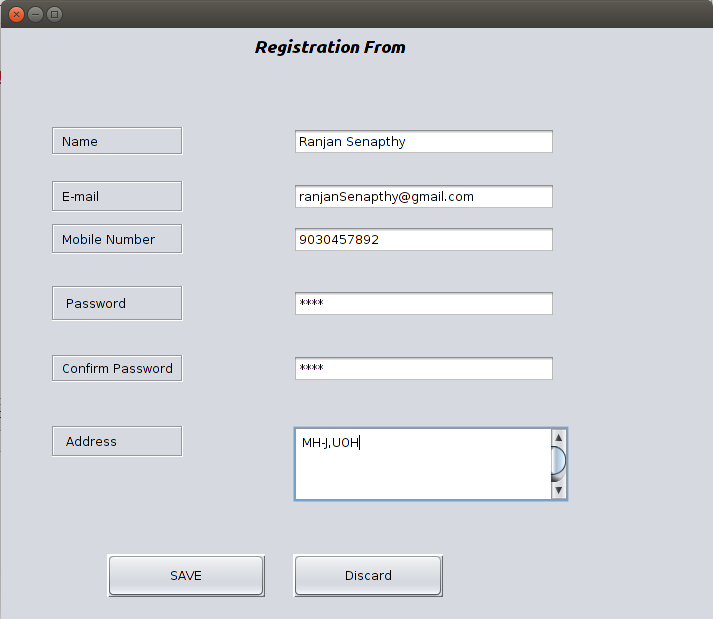 Registration From
Name Ranjan Senapthy
E-mail ranjanSenapthy@gmail.com
Mobile Number 9030457892
Password ****
Confirm Password ****
Address MH-J,UOH
SAVE Discard